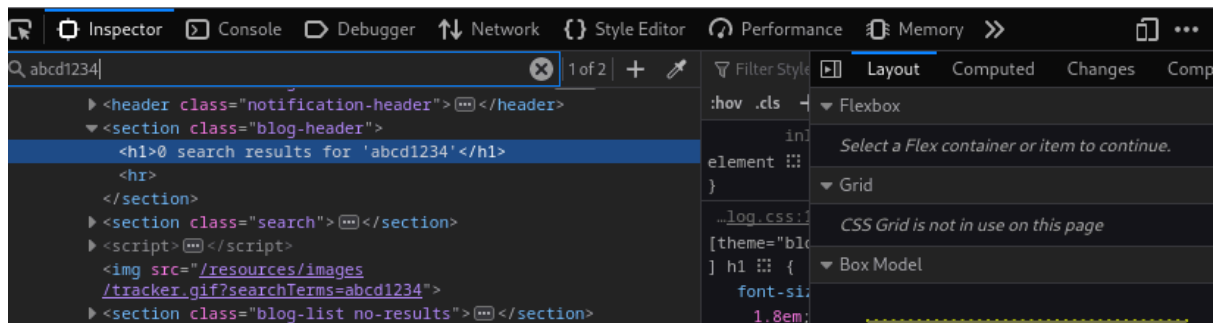 Inspector Console Debugger Network {} Style Editor Performance Memory
abcd1234 1 of 2 + Filter Style Layout Computed Changes Comp
<header class="notification-header"></header> :hov .cls Flexbox
<section class="blog-header">
<h1>0 search results for 'abcd1234'</h1> Select a Flex container or item to continue.
<hr> element
</section> } Grid
<section class="search"></section> …log.css:1 CSS Grid is not in use on this page
<script></script> [theme="blo
<img src="/resources/images ] h1 { Box Model
/tracker.gif?searchTerms=abcd1234"> font-siz
<section class="blog-list no-results"></section> 1.8em;